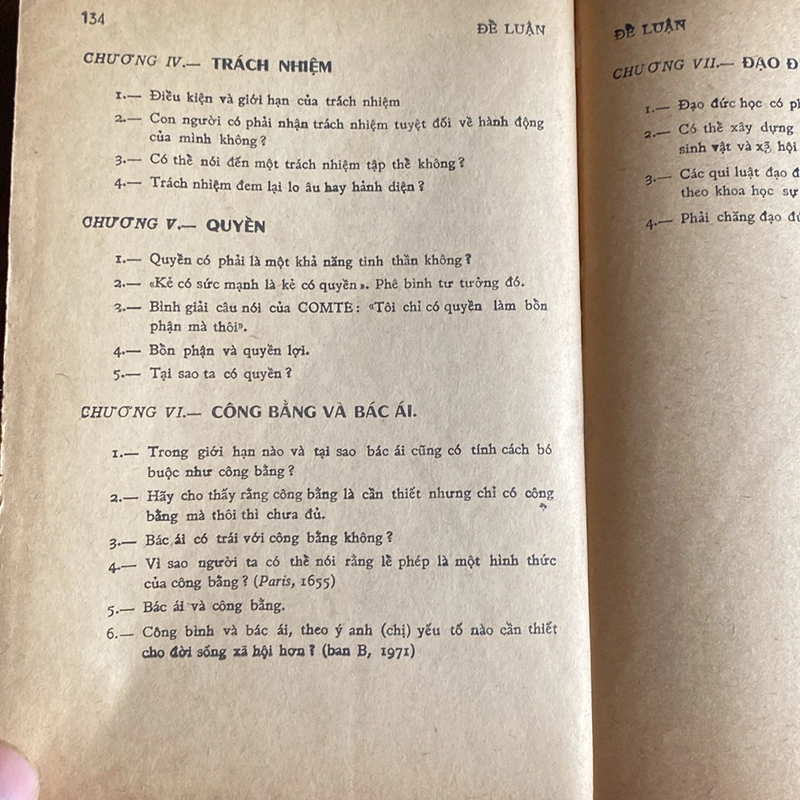 134
ĐỀ LUẬN
CHƯƠNG IV.— TRÁCH NHIỆM
1.— Điều kiện và giới hạn của trách nhiệm
2.— Con người có phải nhận trách nhiệm tuyệt đối về hành động
của mình không ?
3.— Có thể nói đến một trách nhiệm tập thể không ?
4.— Trách nhiệm đem lại lo âu hay hảnh diện ?
CHƯƠNG V.— QUYỀN
1.— Quyền có phải là một khả năng tinh thần không ?
2.— «Kẻ có sức mạnh là kẻ có quyền». Phê bình tư tưởng đó.
3.— Bình giải câu nói của COMTE : «Tôi chỉ có quyền làm bổn
phận mà thôi».
4.— Bổn phận và quyền lợi.
5.— Tại sao ta có quyền ?
CHƯƠNG VI.— CÔNG BẰNG VÀ BÁC ÁI.
1.— Trong giới hạn nào và tại sao bác ái cũng có tính cách bó
buộc như công bằng ?
2.— Hãy cho thấy rằng công bằng là cần thiết nhưng chỉ có công
bằng mà thôi thì chưa đủ.
3.— Bác ái có trái với công bằng không ?
4.— Vì sao người ta có thể nói rằng lễ phép là một hình thức
của công bằng ? (Paris, 1655)
5.— Bác ái và công bằng.
6.— Công bình và bác ái, theo ý anh (chị) yếu tố nào cần thiết
cho đời sống xã hội hơn ? (ban B, 1971)
ĐỀ LUẬN
CHƯƠNG VII.— ĐẠO
1.— Đạo đức học có
2.— Có thể xây dựng
sinh vật và xã hội
3.— Các qui luật đạo
theo khoa học sự
4.— Phải chăng đạo